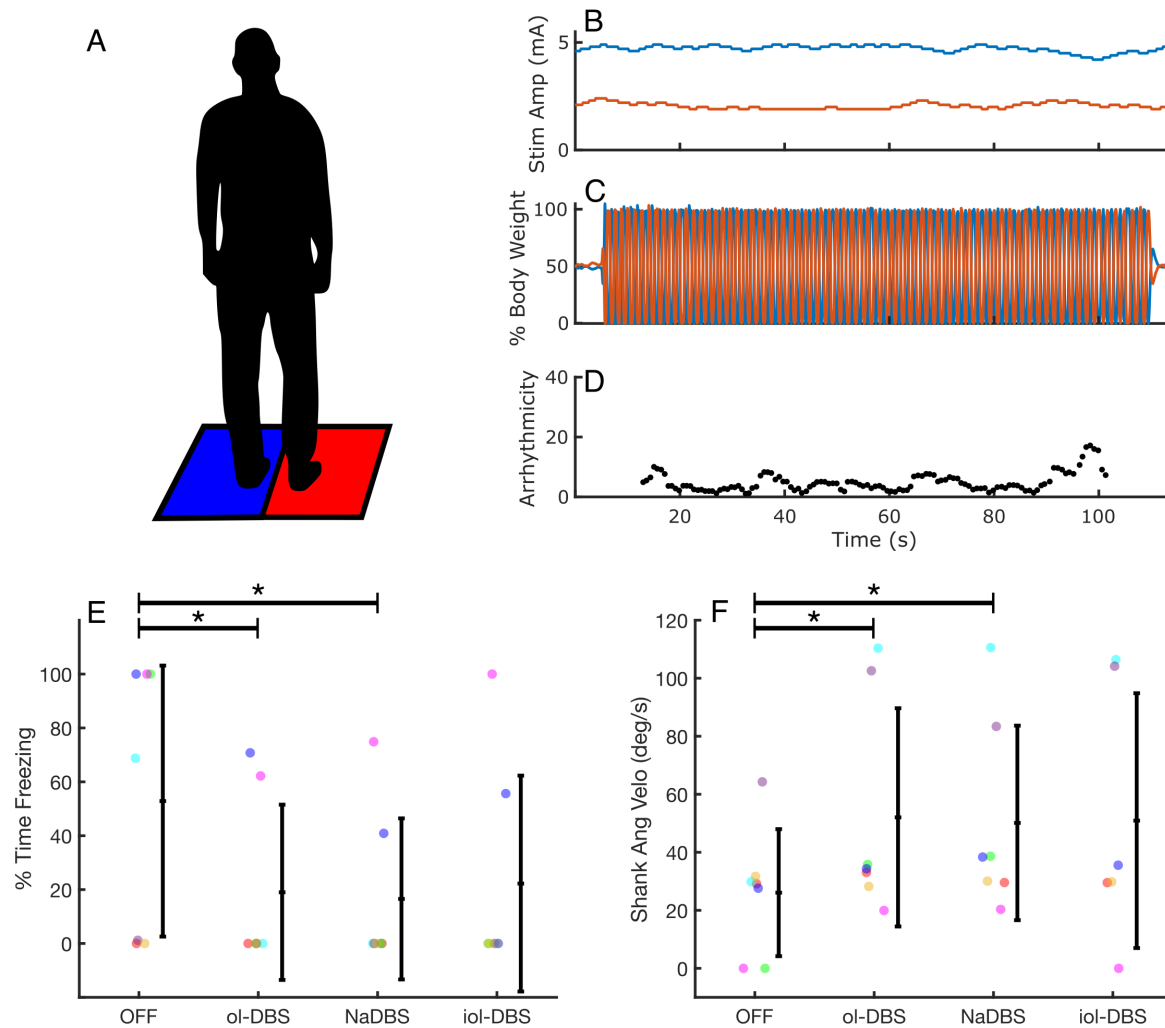 A
B
Stim Amp (mA)
5
0
C
% Body Weight
100
50
0
D
Arrhythmicity
40
20
0
20 40 60 80 100
Time (s)
E
* *
% Time Freezing
100
80
60
40
20
0
OFF ol-DBS NaDBS iol-DBS
F
* *
Shank Ang Velo (deg/s)
120
100
80
60
40
20
0
OFF ol-DBS NaDBS iol-DBS